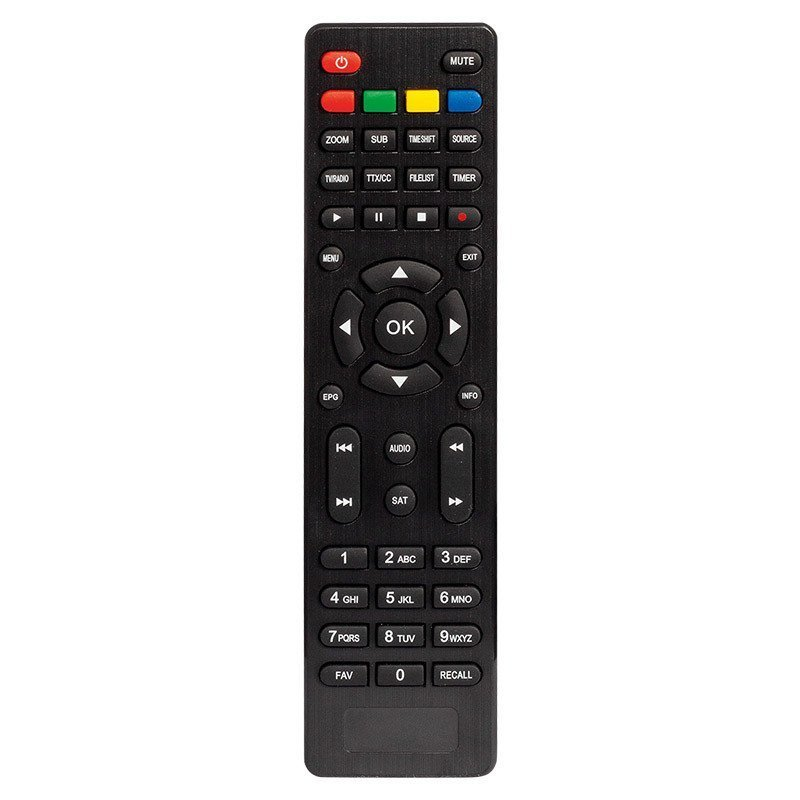 MUTE
ZOOM SUB TIMESHIFT SOURCE
TV/RADIO TTX/CC FILELIST TIMER
MENU EXIT
OK
EPG INFO
AUDIO
SAT
1 2 ABC 3 DEF
4 GHI 5 JKL 6 MNO
7 PQRS 8 TUV 9 WXYZ
FAV 0 RECALL